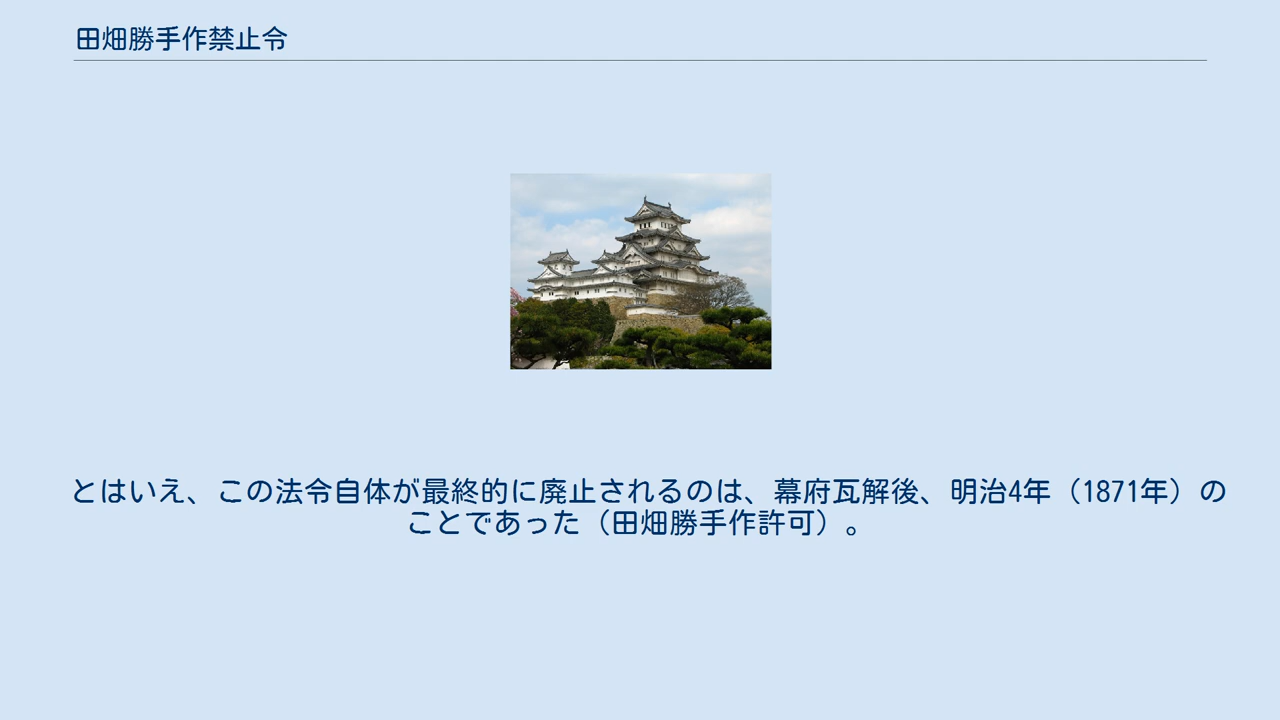 田畑勝手作禁止令
とはいえ、この法令自体が最終的に廃止されるのは、幕府瓦解後、明治4年（1871年）の
ことであった（田畑勝手作許可）。